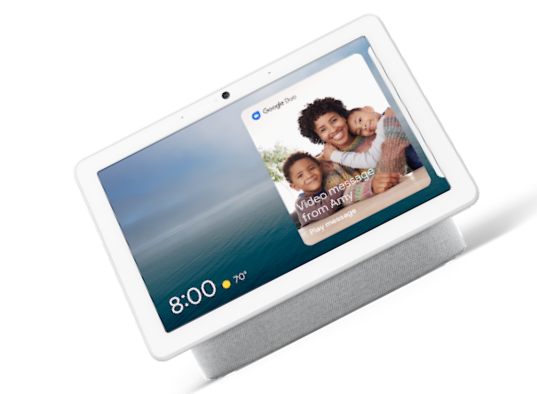 Google Duo
Video message
from Amy
Play message
8:00 70°